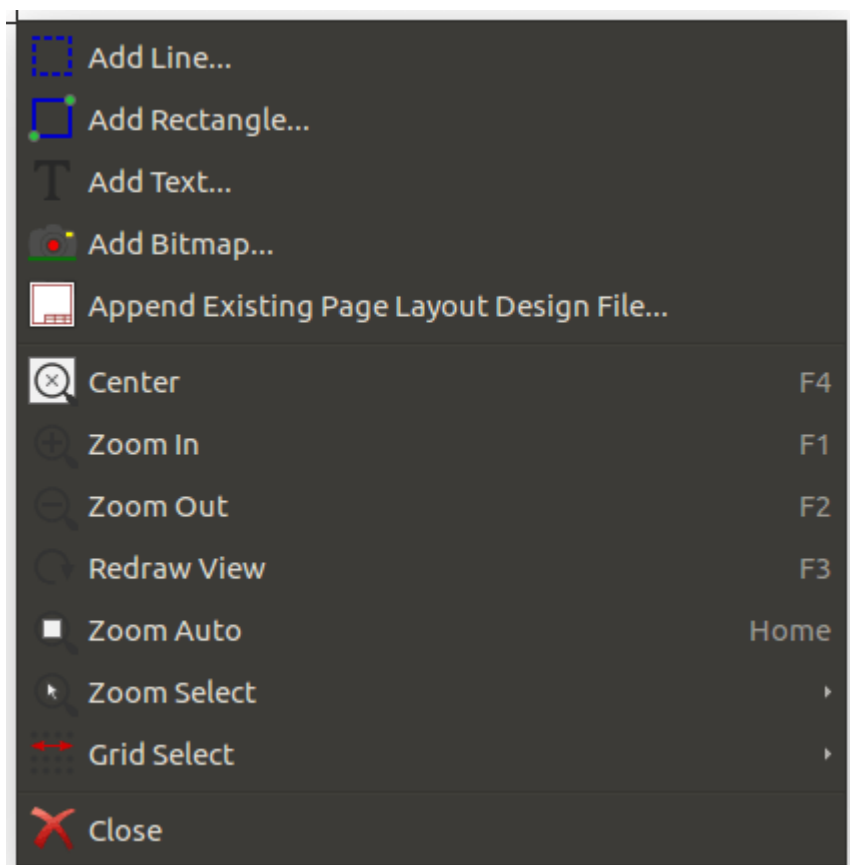 Add Line...
Add Rectangle...
Add Text...
Add Bitmap...
Append Existing Page Layout Design File...
Center F4
Zoom In F1
Zoom Out F2
Redraw View F3
Zoom Auto Home
Zoom Select
Grid Select
Close